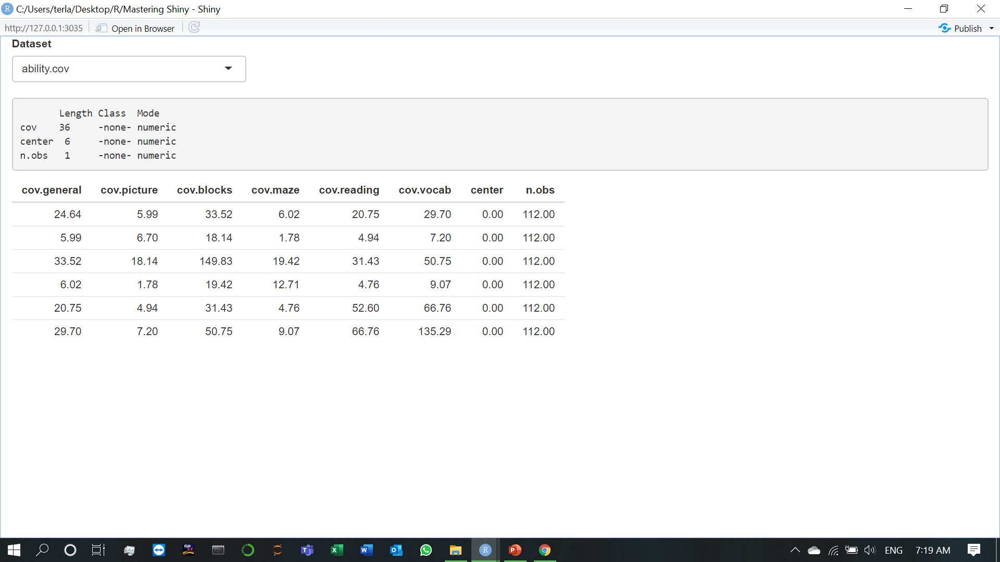 C:/Users/terla/Desktop/R/Mastering Shiny - Shiny
http://127.0.0.1:3035 Open in Browser Publish
Dataset
ability.cov
Length Class Mode
cov 36 -none- numeric
center 6 -none- numeric
n.obs 1 -none- numeric
cov.general cov.picture cov.blocks cov.maze cov.reading cov.vocab center n.obs
24.64 5.99 33.52 6.02 20.75 29.70 0.00 112.00
5.99 6.70 18.14 1.78 4.94 7.20 0.00 112.00
33.52 18.14 149.83 19.42 31.43 50.75 0.00 112.00
6.02 1.78 19.42 12.71 4.76 9.07 0.00 112.00
20.75 4.94 31.43 4.76 52.60 66.76 0.00 112.00
29.70 7.20 50.75 9.07 66.76 135.29 0.00 112.00
ENG 7:19 AM